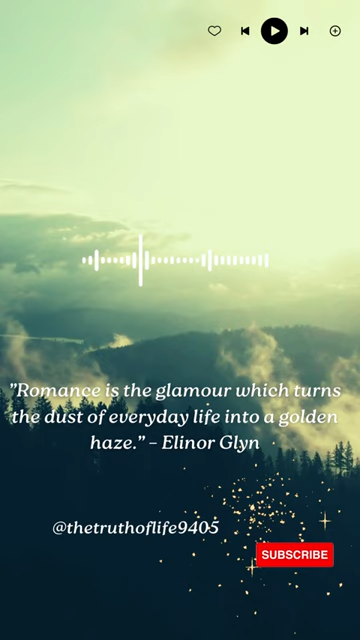 "Romance is the glamour which turns
the dust of everyday life into a golden
haze." - Elinor Glyn
@thetruthoflife9405
SUBSCRIBE